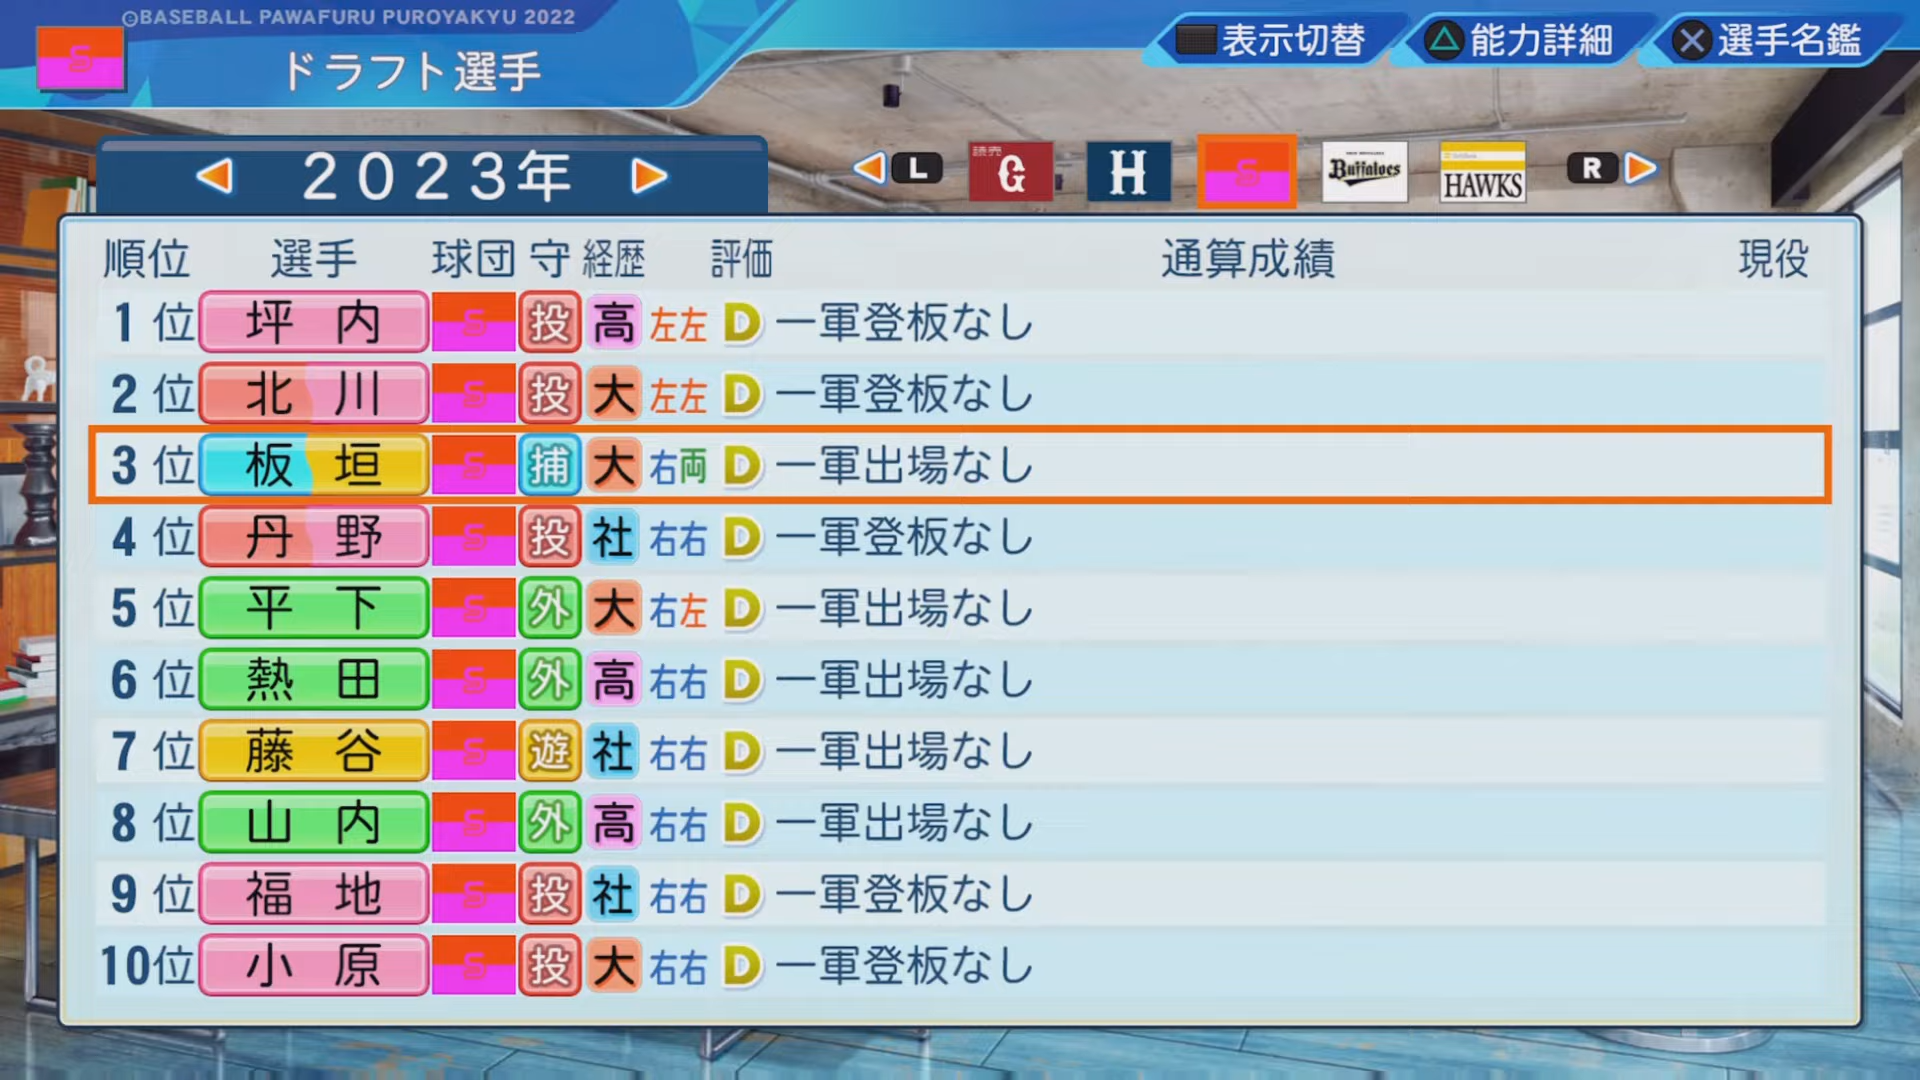 ©BASEBALL PAWAFURU PUROYAKYU 2022
S ドラフト選手 表示切替 能力詳細 選手名鑑
2023年 L 読売 G H S Buffaloes HAWKS R
順位 選手 球団 守 経歴 評価 通算成績 現役
1位 坪内 S 投 高 左左 D 一軍登板なし
2位 北川 S 投 大 左左 D 一軍登板なし
3位 板垣 S 捕 大 右両 D 一軍出場なし
4位 丹野 S 投 社 右右 D 一軍登板なし
5位 平下 S 外 大 右左 D 一軍出場なし
6位 熱田 S 外 高 右右 D 一軍出場なし
7位 藤谷 S 遊 社 右右 D 一軍出場なし
8位 山内 S 外 高 右右 D 一軍出場なし
9位 福地 S 投 社 右右 D 一軍登板なし
10位 小原 S 投 大 右右 D 一軍登板なし